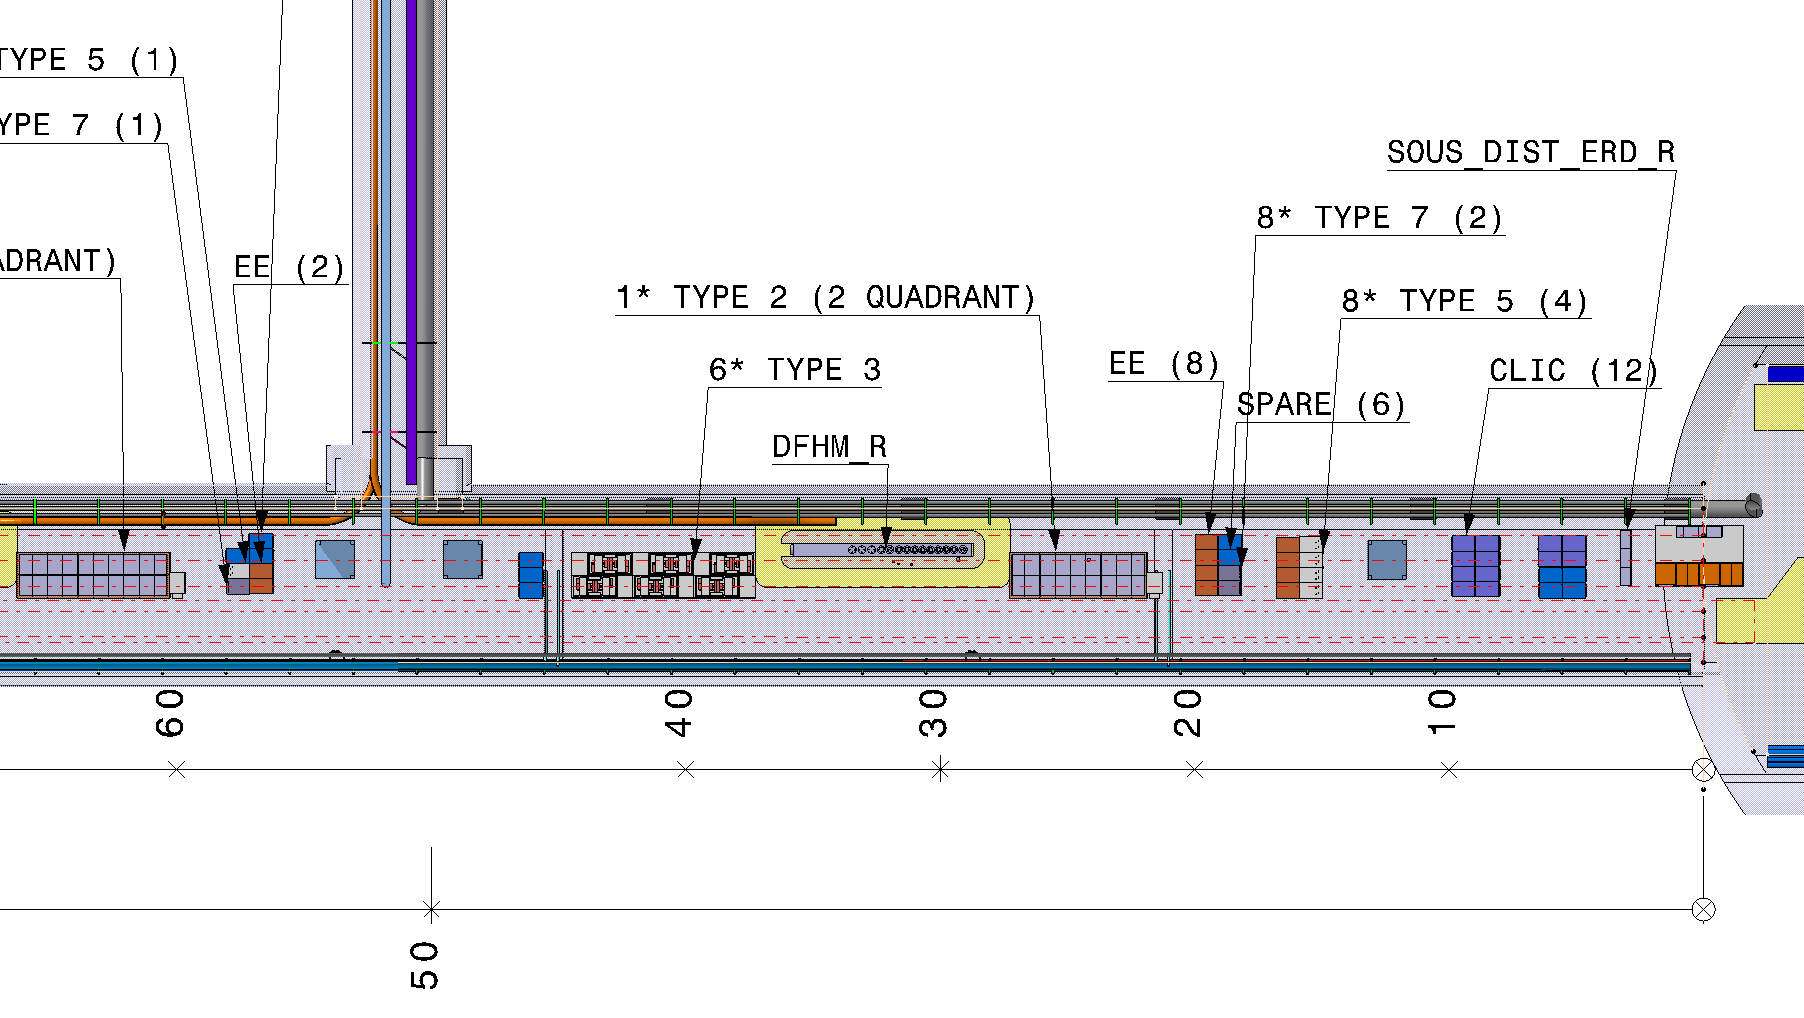 TYPE 5 (1)
YPE 7 (1)
SOUS_DIST_ERD_R
8* TYPE 7 (2)
ADRANT)
EE (2)
1* TYPE 2 (2 QUADRANT)
8* TYPE 5 (4)
6* TYPE 3
EE (8)
CLIC (12)
SPARE (6)
DFHM_R
60
40
30
20
10
50